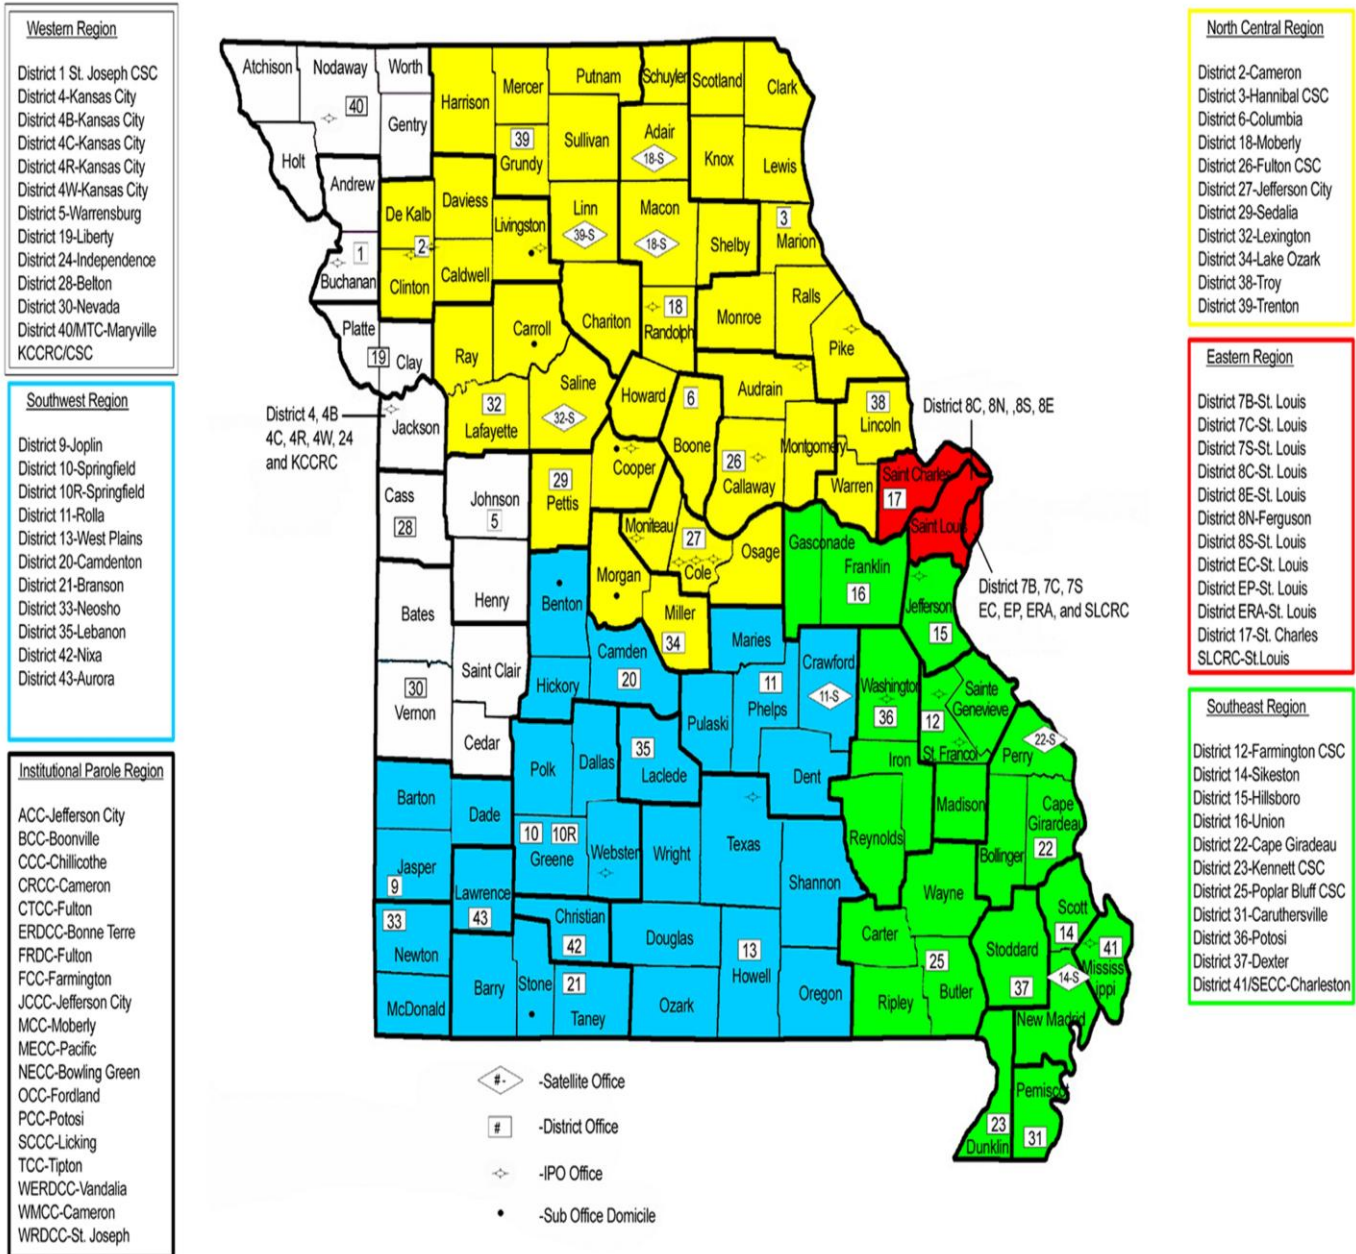 Western Region
District 1 St. Joseph CSC
District 4-Kansas City
District 4B-Kansas City
District 4C-Kansas City
District 4R-Kansas City
District 4W-Kansas City
District 5-Warrensburg
District 19-Liberty
District 24-Independence
District 28-Belton
District 30-Nevada
District 40/MTC-Maryville
KCCRC/CSC
Southwest Region
District 9-Joplin
District 10-Springfield
District 10R-Springfield
District 11-Rolla
District 13-West Plains
District 20-Camdenton
District 21-Branson
District 33-Neosho
District 35-Lebanon
District 42-Nixa
District 43-Aurora
Institutional Parole Region
ACC-Jefferson City
BCC-Boonville
CCC-Chillicothe
CRCC-Cameron
CTCC-Fulton
ERDCC-Bonne Terre
FRDC-Fulton
FCC-Farmington
JCCC-Jefferson City
MCC-Moberly
MECC-Pacific
NECC-Bowling Green
OCC-Fordland
PCC-Potosi
SCCC-Licking
TCC-Tipton
WERDCC-Vandalia
WMCC-Cameron
WRDCC-St. Joseph
Atchison
Nodaway
Worth
40
Gentry
Holt
Andrew
1
Buchanan
Platte
19
Clay
Harrison
Mercer
Putnam
Schuyler
Scotland
Clark
39
Grundy
Sullivan
Adair
18-S
Knox
Lewis
De Kalb
Daviess
Livingston
Linn
39-S
Macon
18-S
Shelby
3
Marion
2
Clinton
Caldwell
Ray
Carroll
Chariton
18
Randolph
Monroe
Ralls
Pike
32
Lafayette
Saline
32-S
Howard
6
Boone
Audrain
38
Lincoln
Montgomery
District 4, 4B
4C, 4R, 4W, 24
and KCCRC
Jackson
Cass
28
Johnson
5
29
Pettis
Cooper
26
Callaway
Warren
Saint Charles
17
Saint Louis
District 8C, 8N, ,8S, 8E
District 7B, 7C, 7S
EC, EP, ERA, and SLCRC
Moniteau
27
Cole
Osage
Gasconade
Franklin
16
Jefferson
15
Bates
Henry
Benton
Morgan
Miller
34
Maries
Crawford
11-S
Washington
36
12
St. Francoi
Sainte
Genevieve
Saint Clair
30
Vernon
Cedar
Hickory
Camden
20
Pulaski
11
Phelps
Dent
Iron
Perry
22-S
Polk
Dallas
35
Laclede
Texas
Reynolds
Madison
Bollinger
Cape
Girardeau
22
Barton
Dade
10
10R
Greene
Webster
Wright
Shannon
Wayne
Jasper
9
Lawrence
43
Christian
42
Douglas
13
Howell
Carter
Stoddard
37
Scott
14
41
Mississ
ippi
14-S
33
Newton
McDonald
Barry
Stone
21
Taney
Ozark
Oregon
Ripley
25
Butler
New Madrid
Pemiscot
31
23
Dunklin
#-
-Satellite Office
#
-District Office
-IPO Office
-Sub Office Domicile
North Central Region
District 2-Cameron
District 3-Hannibal CSC
District 6-Columbia
District 18-Moberly
District 26-Fulton CSC
District 27-Jefferson City
District 29-Sedalia
District 32-Lexington
District 34-Lake Ozark
District 38-Troy
District 39-Trenton
Eastern Region
District 7B-St. Louis
District 7C-St. Louis
District 7S-St. Louis
District 8C-St. Louis
District 8E-St. Louis
District 8N-Ferguson
District 8S-St. Louis
District EC-St. Louis
District EP-St. Louis
District ERA-St. Louis
District 17-St. Charles
SLCRC-St.Louis
Southeast Region
District 12-Farmington CSC
District 14-Sikeston
District 15-Hillsboro
District 16-Union
District 22-Cape Giradeau
District 23-Kennett CSC
District 25-Poplar Bluff CSC
District 31-Caruthersville
District 36-Potosi
District 37-Dexter
District 41/SECC-Charleston